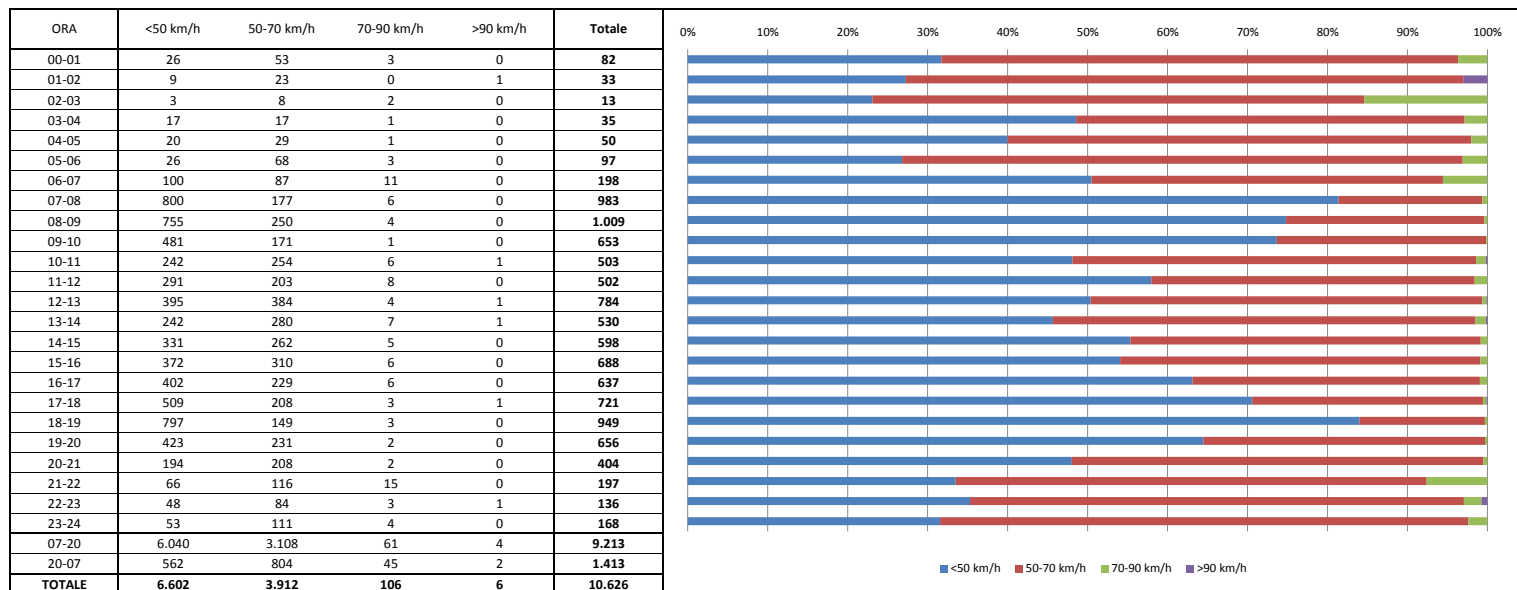 ORA <50 km/h 50-70 km/h 70-90 km/h >90 km/h Totale
00-01 26 53 3 0 82
01-02 9 23 0 1 33
02-03 3 8 2 0 13
03-04 17 17 1 0 35
04-05 20 29 1 0 50
05-06 26 68 3 0 97
06-07 100 87 11 0 198
07-08 800 177 6 0 983
08-09 755 250 4 0 1.009
09-10 481 171 1 0 653
10-11 242 254 6 1 503
11-12 291 203 8 0 502
12-13 395 384 4 1 784
13-14 242 280 7 1 530
14-15 331 262 5 0 598
15-16 372 310 6 0 688
16-17 402 229 6 0 637
17-18 509 208 3 1 721
18-19 797 149 3 0 949
19-20 423 231 2 0 656
20-21 194 208 2 0 404
21-22 66 116 15 0 197
22-23 48 84 3 1 136
23-24 53 111 4 0 168
07-20 6.040 3.108 61 4 9.213
20-07 562 804 45 2 1.413
TOTALE 6.602 3.912 106 6 10.626
0% 10% 20% 30% 40% 50% 60% 70% 80% 90% 100%
<50 km/h 50-70 km/h 70-90 km/h >90 km/h